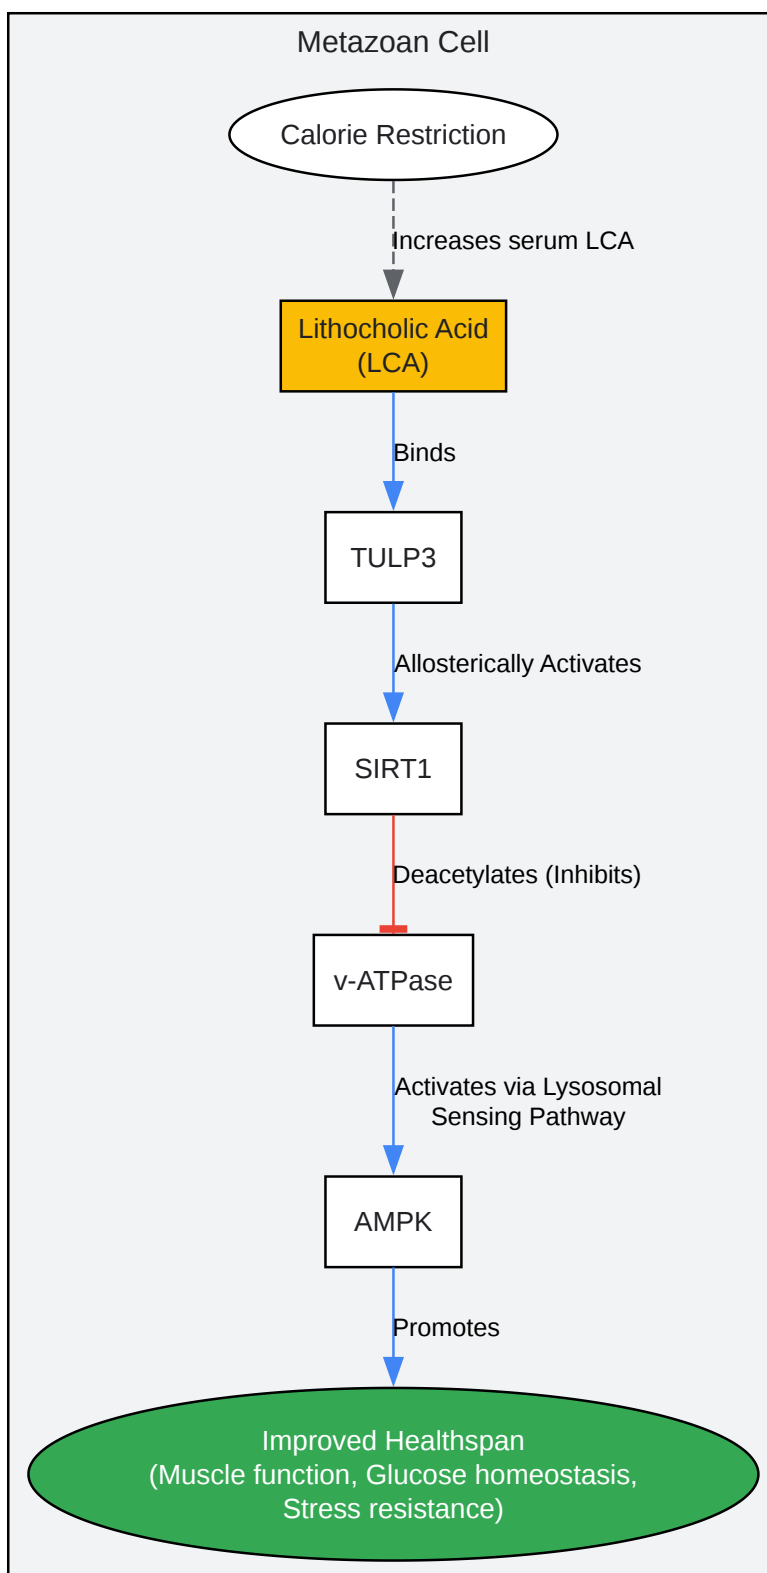 Metazoan Cell
Calorie Restriction
Increases serum LCA
Lithocholic Acid
(LCA)
Binds
TULP3
Allosterically Activates
SIRT1
Deacetylates (Inhibits)
v-ATPase
Activates via Lysosomal
Sensing Pathway
AMPK
Promotes
Improved Healthspan
(Muscle function, Glucose homeostasis,
Stress resistance)